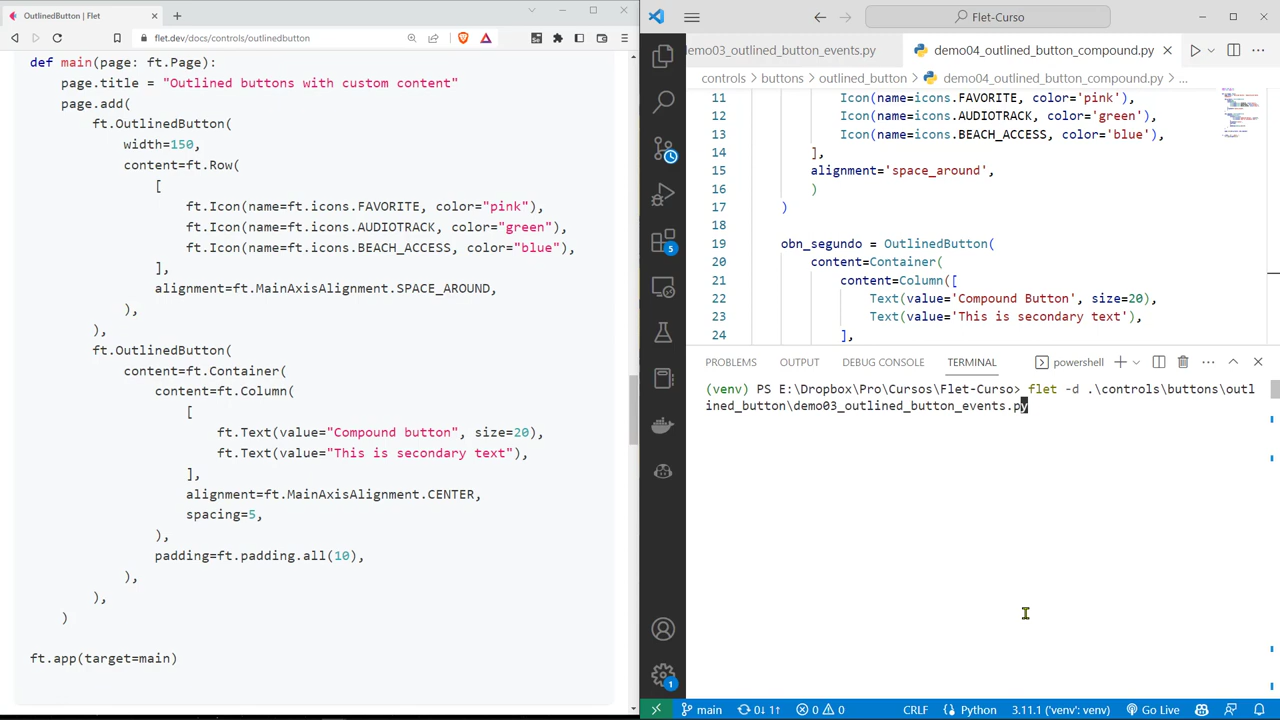 OutlinedButton | Flet
flet.dev/docs/controls/outlinedbutton
def main(page: ft.Page):
    page.title = "Outlined buttons with custom content"
    page.add(
        ft.OutlinedButton(
            width=150,
            content=ft.Row(
                [
                    ft.Icon(name=ft.icons.FAVORITE, color="pink"),
                    ft.Icon(name=ft.icons.AUDIOTRACK, color="green"),
                    ft.Icon(name=ft.icons.BEACH_ACCESS, color="blue"),
                ],
                alignment=ft.MainAxisAlignment.SPACE_AROUND,
            ),
        ),
        ft.OutlinedButton(
            content=ft.Container(
                content=ft.Column(
                    [
                        ft.Text(value="Compound button", size=20),
                        ft.Text(value="This is secondary text"),
                    ],
                    alignment=ft.MainAxisAlignment.CENTER,
                    spacing=5,
                ),
                padding=ft.padding.all(10),
            ),
        ),
    )
ft.app(target=main)
Flet-Curso
demo03_outlined_button_events.py
demo04_outlined_button_compound.py
controls > buttons > outlined_button > demo04_outlined_button_compound.py > ...
11 Icon(name=icons.FAVORITE, color='pink'),
12 Icon(name=icons.AUDIOTRACK, color='green'),
13 Icon(name=icons.BEACH_ACCESS, color='blue'),
14 ],
15 alignment='space_around',
16 )
17 )
18
19 obn_segundo = OutlinedButton(
20 content=Container(
21 content=Column([
22 Text(value='Compound Button', size=20),
23 Text(value='This is secondary text'),
24 ],
5
PROBLEMS OUTPUT DEBUG CONSOLE TERMINAL powershell
(venv) PS E:\Dropbox\Pro\Cursos\Flet-Curso> flet -d .\controls\buttons\outl
ined_button\demo03_outlined_button_events.py
1
main 0↓ 1↑ 0 0 CRLF Python 3.11.1 ('venv': venv) Go Live